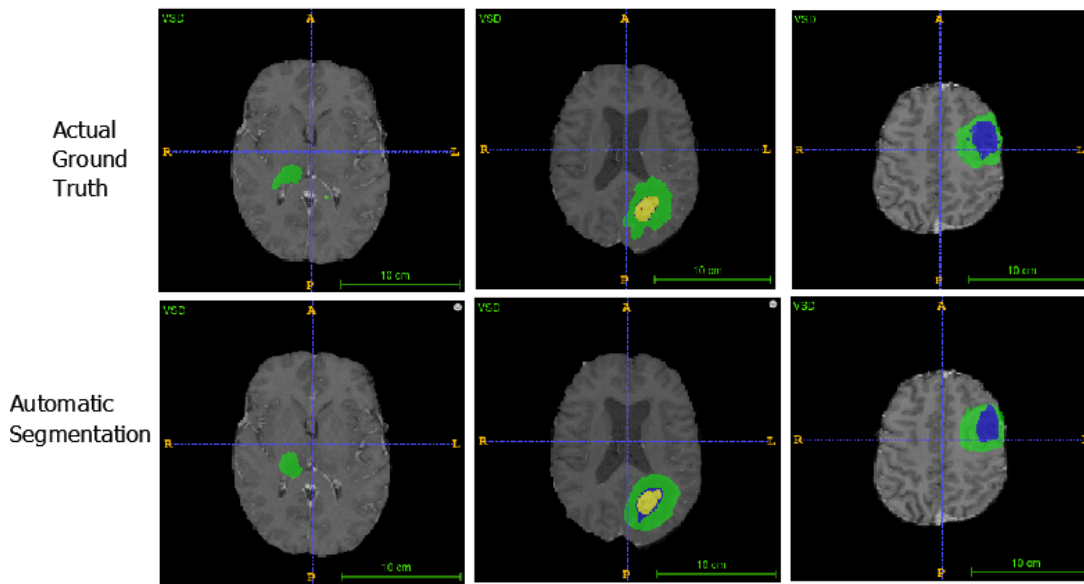 VSD
A
R
L
10 cm
P
VSD
A
R
L
10 cm
P
VSD
A
R
L
10 cm
P
Actual
Ground
Truth
VSD
A
R
L
10 cm
P
VSD
A
R
L
10 cm
P
VSD
A
R
L
10 cm
P
Automatic
Segmentation